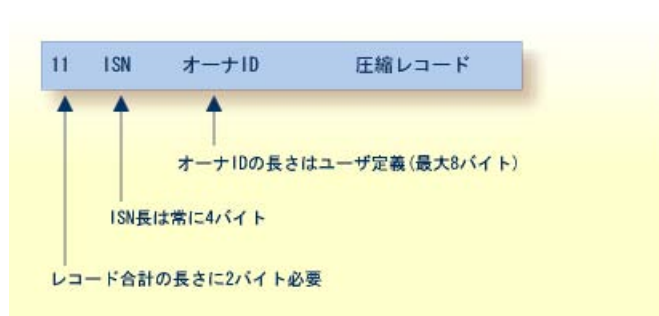 11 ISN オーナID 圧縮レコード
オーナIDの長さはユーザ定義(最大8バイト)
ISN長は常に4バイト
レコード合計の長さに2バイト必要